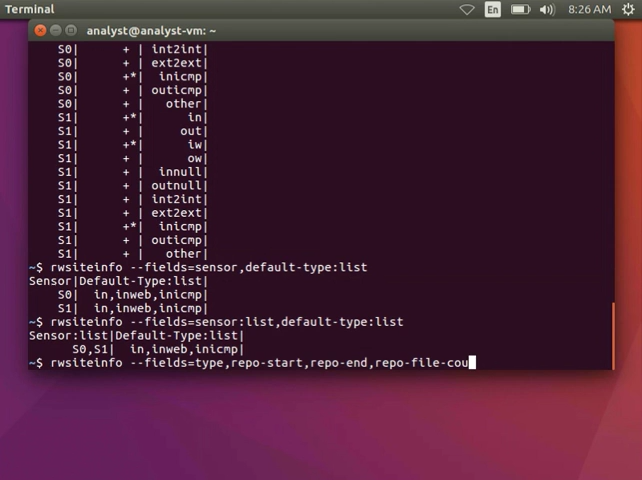 Terminal
En
8:26 AM
analyst@analyst-vm: ~
S0| + | int2int|
S0| + | ext2ext|
S0| +*| inicmp|
S0| + | outicmp|
S0| + | other|
S1| +*| in|
S1| + | out|
S1| +*| iw|
S1| + | ow|
S1| + | innull|
S1| + | outnull|
S1| + | int2int|
S1| + | ext2ext|
S1| +*| inicmp|
S1| + | outicmp|
S1| + | other|
~$ rwsiteinfo --fields=sensor,default-type:list
Sensor|Default-Type:list|
S0| in,inweb,inicmp|
S1| in,inweb,inicmp|
~$ rwsiteinfo --fields=sensor:list,default-type:list
Sensor:list|Default-Type:list|
S0,S1| in,inweb,inicmp|
~$ rwsiteinfo --fields=type,repo-start,repo-end,repo-file-cou